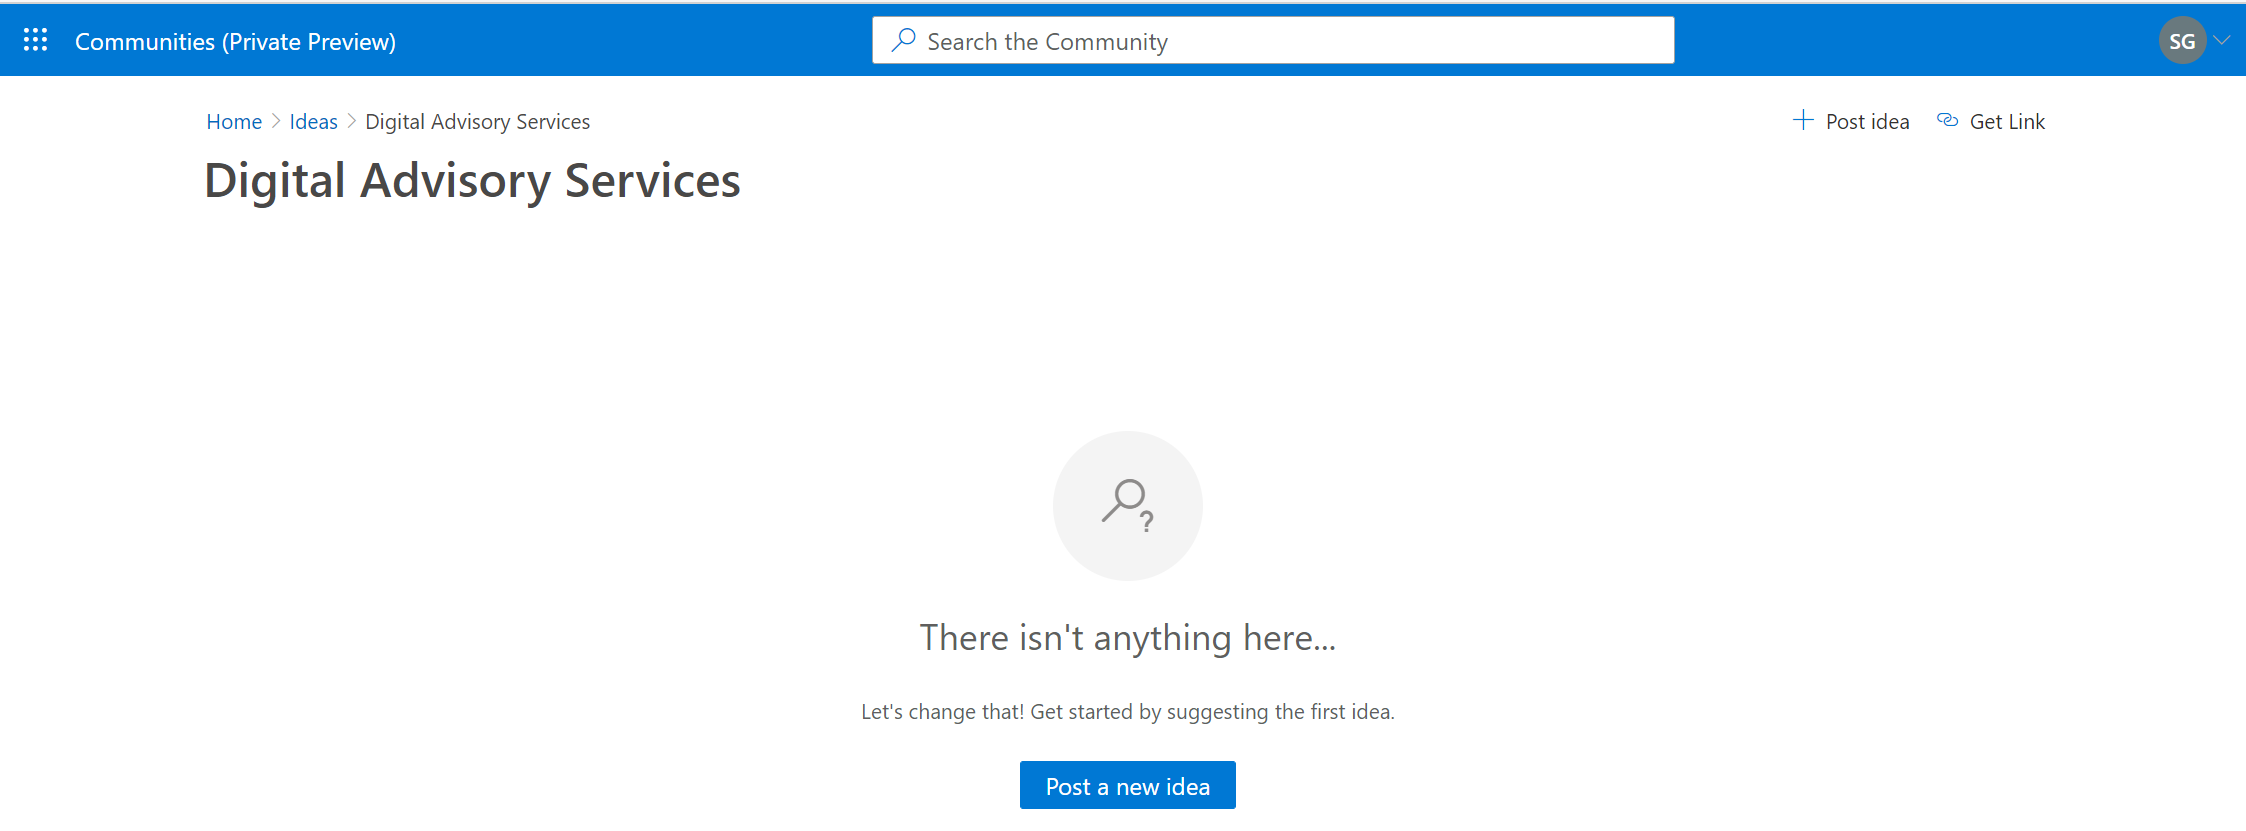 Communities (Private Preview)
Search the Community
SG
Home > Ideas > Digital Advisory Services
+ Post idea
Get Link
Digital Advisory Services
?
There isn't anything here...
Let's change that! Get started by suggesting the first idea.
Post a new idea